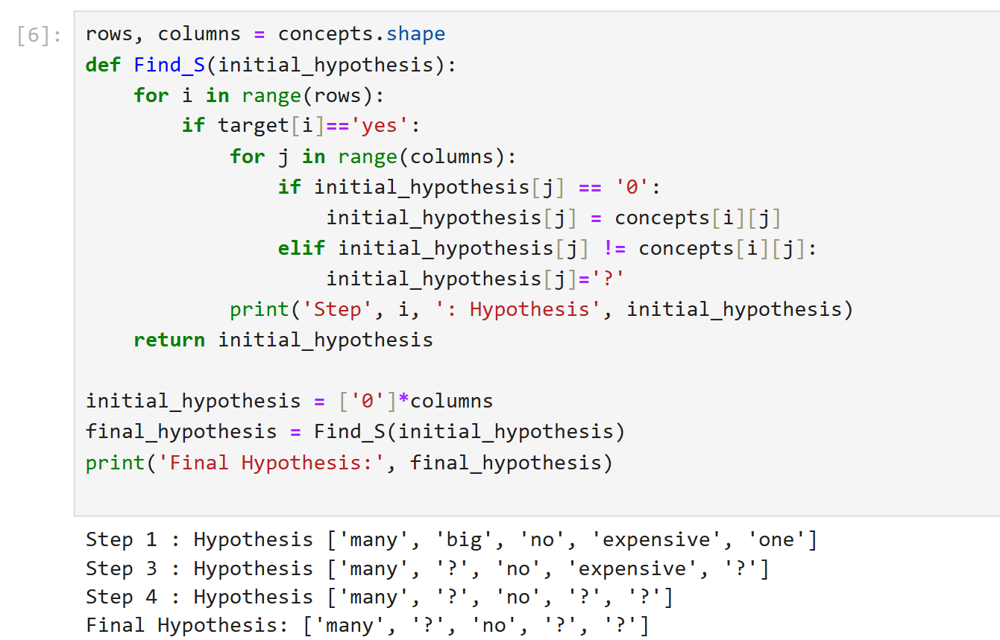 [6]:
rows, columns = concepts.shape
def Find_S(initial_hypothesis):
    for i in range(rows):
        if target[i]=='yes':
            for j in range(columns):
                if initial_hypothesis[j] == '0':
                    initial_hypothesis[j] = concepts[i][j]
                elif initial_hypothesis[j] != concepts[i][j]:
                    initial_hypothesis[j]='?'
            print('Step', i, ': Hypothesis', initial_hypothesis)
    return initial_hypothesis

initial_hypothesis = ['0']*columns
final_hypothesis = Find_S(initial_hypothesis)
print('Final Hypothesis:', final_hypothesis)

Step 1 : Hypothesis ['many', 'big', 'no', 'expensive', 'one']
Step 3 : Hypothesis ['many', '?', 'no', 'expensive', '?']
Step 4 : Hypothesis ['many', '?', 'no', '?', '?']
Final Hypothesis: ['many', '?', 'no', '?', '?']